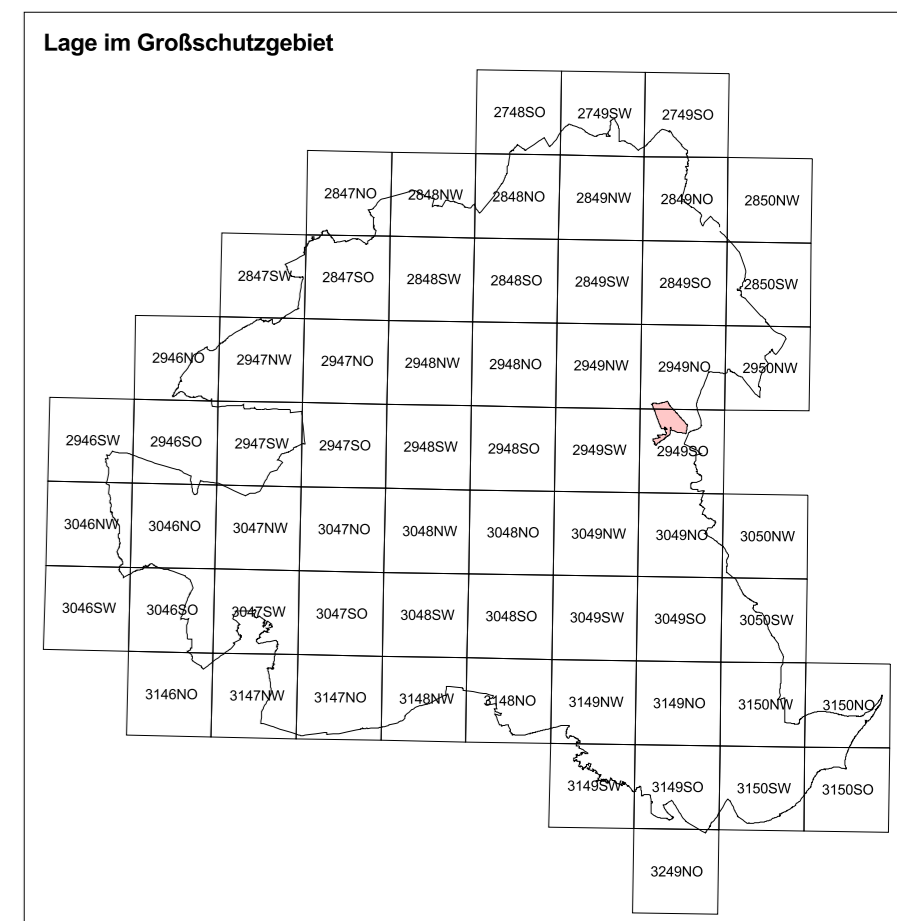 Lage im Großschutzgebiet
2748SO 2749SW 2749SO
2847NO 2848NW 2848NO 2849NW 2849NO 2850NW
2847SW 2847SO 2848SW 2848SO 2849SW 2849SO 2850SW
2946NO 2947NW 2947NO 2948NW 2948NO 2949NW 2949NO 2950NW
2946SW 2946SO 2947SW 2947SO 2948SW 2948SO 2949SW 2949SO
3046NW 3046NO 3047NW 3047NO 3048NW 3048NO 3049NW 3049NO 3050NW
3046SW 3046SO 3047SW 3047SO 3048SW 3048SO 3049SW 3049SO 3050SW
3146NO 3147NW 3147NO 3148NW 3148NO 3149NW 3149NO 3150NW 3150NO
3149SW 3149SO 3150SW 3150SO
3249NO